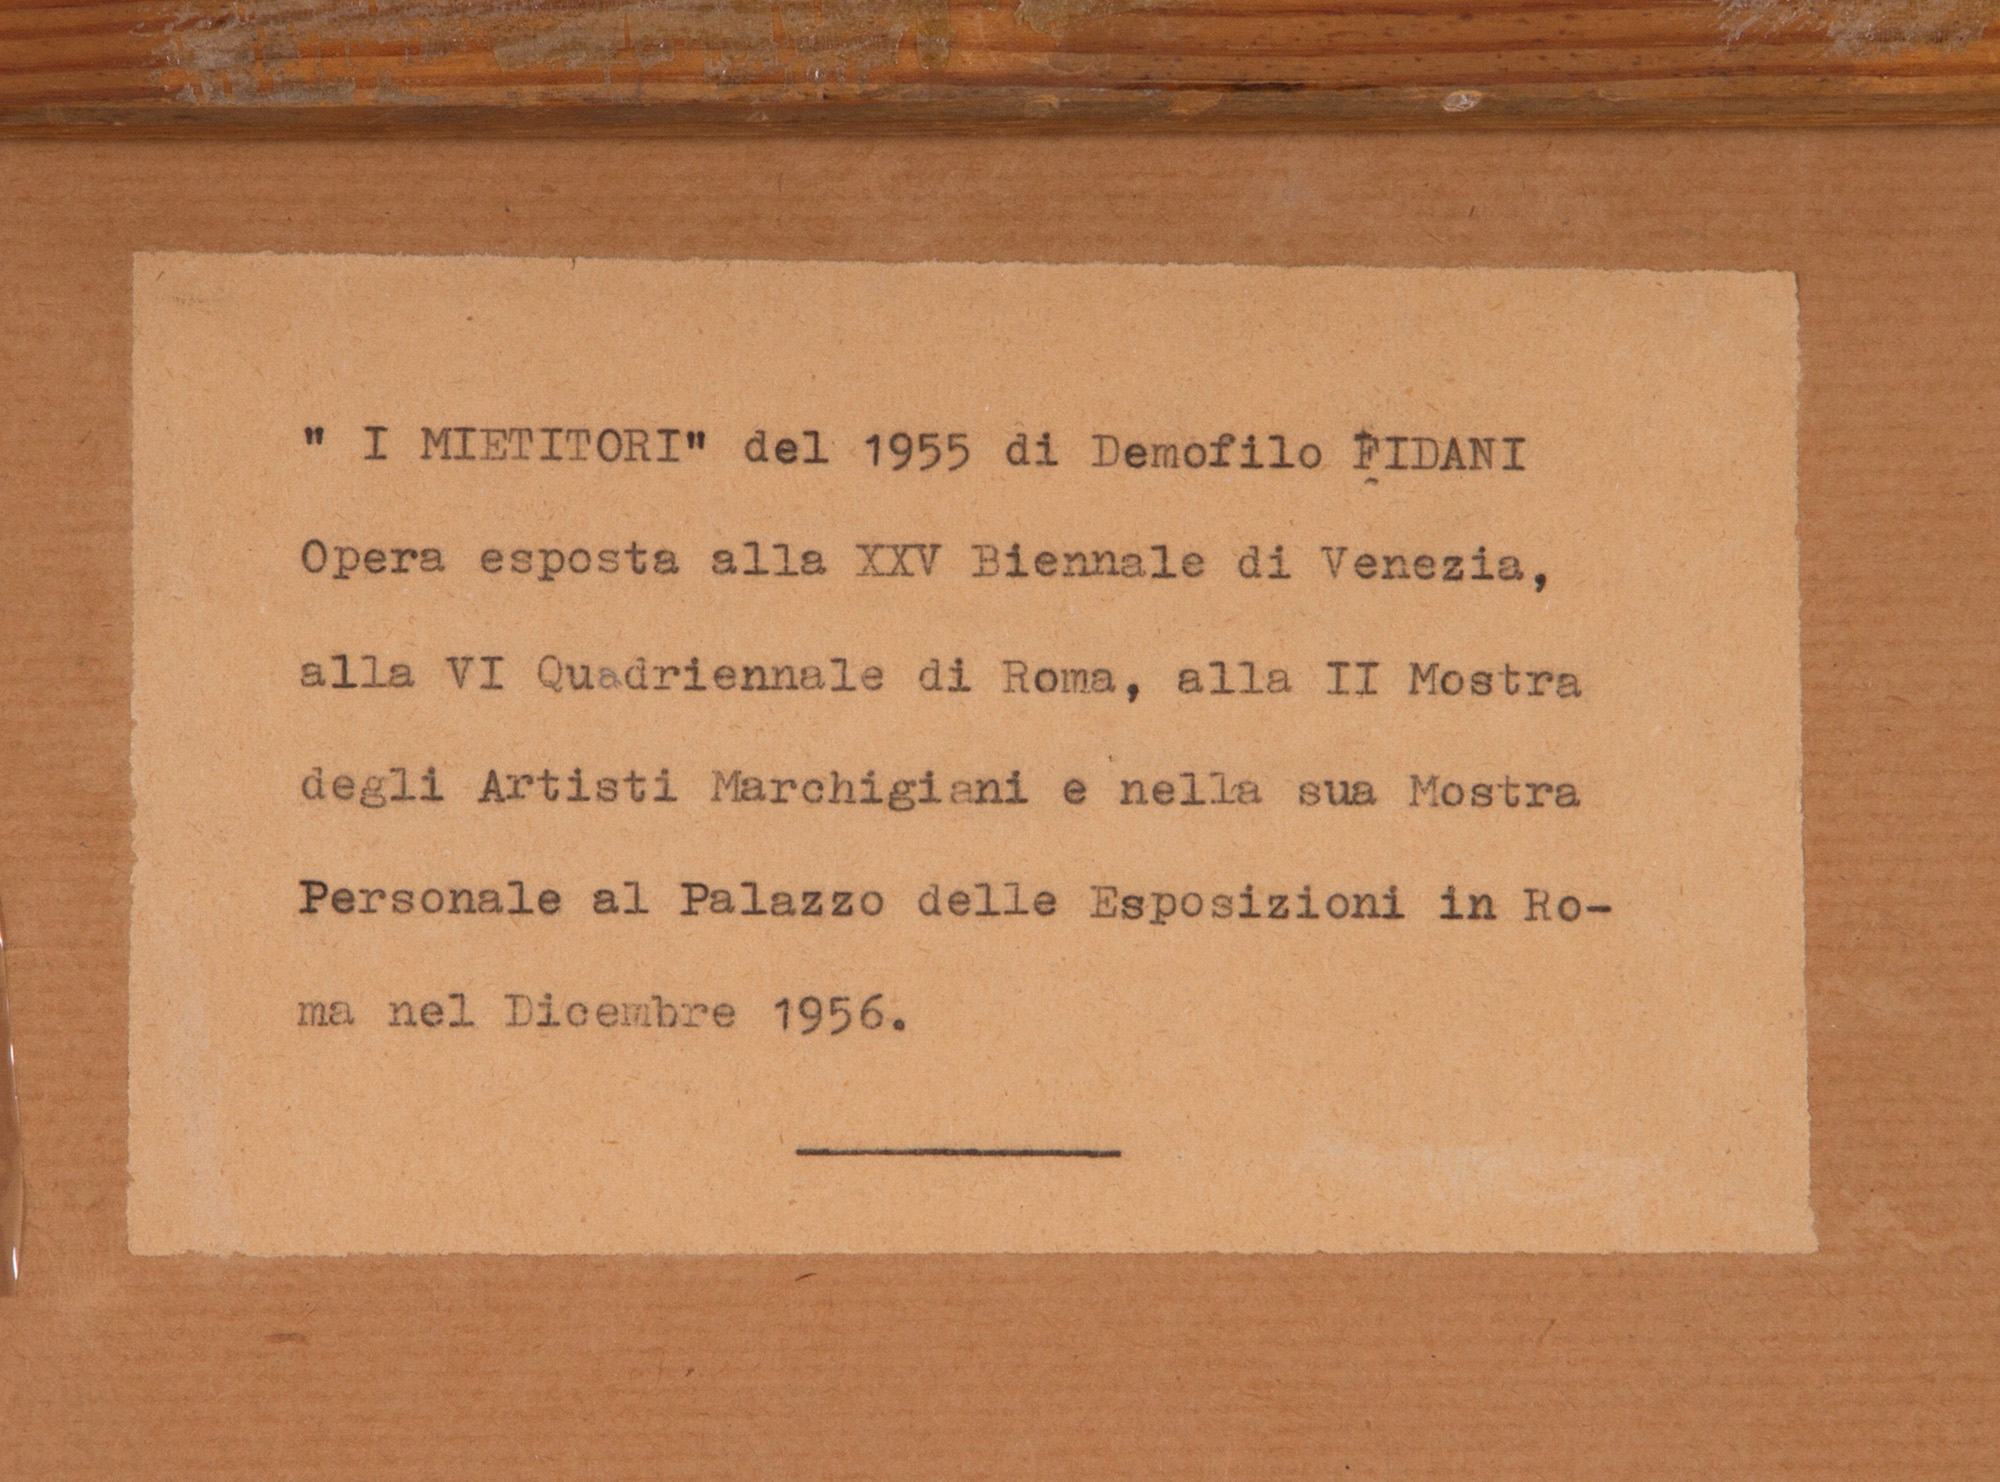 " I MIETITORI" del 1955 di Demofilo FIDANI
Opera esposta alla XXV Biennale di Venezia,
alla VI Quadriennale di Roma, alla II Mostra
degli Artisti Marchigiani e nella sua Mostra
Personale al Palazzo delle Esposizioni in Ro-
ma nel Dicembre 1956.